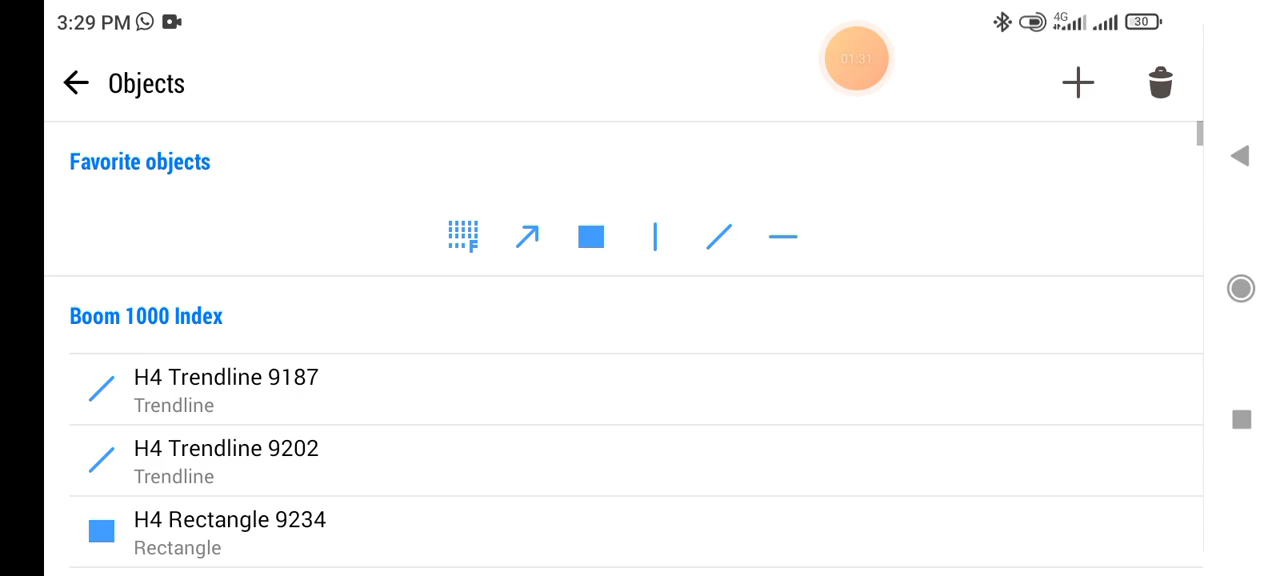 3:29 PM
4G
30
01:31
Objects
Favorite objects
F
Boom 1000 Index
H4 Trendline 9187
Trendline
H4 Trendline 9202
Trendline
H4 Rectangle 9234
Rectangle